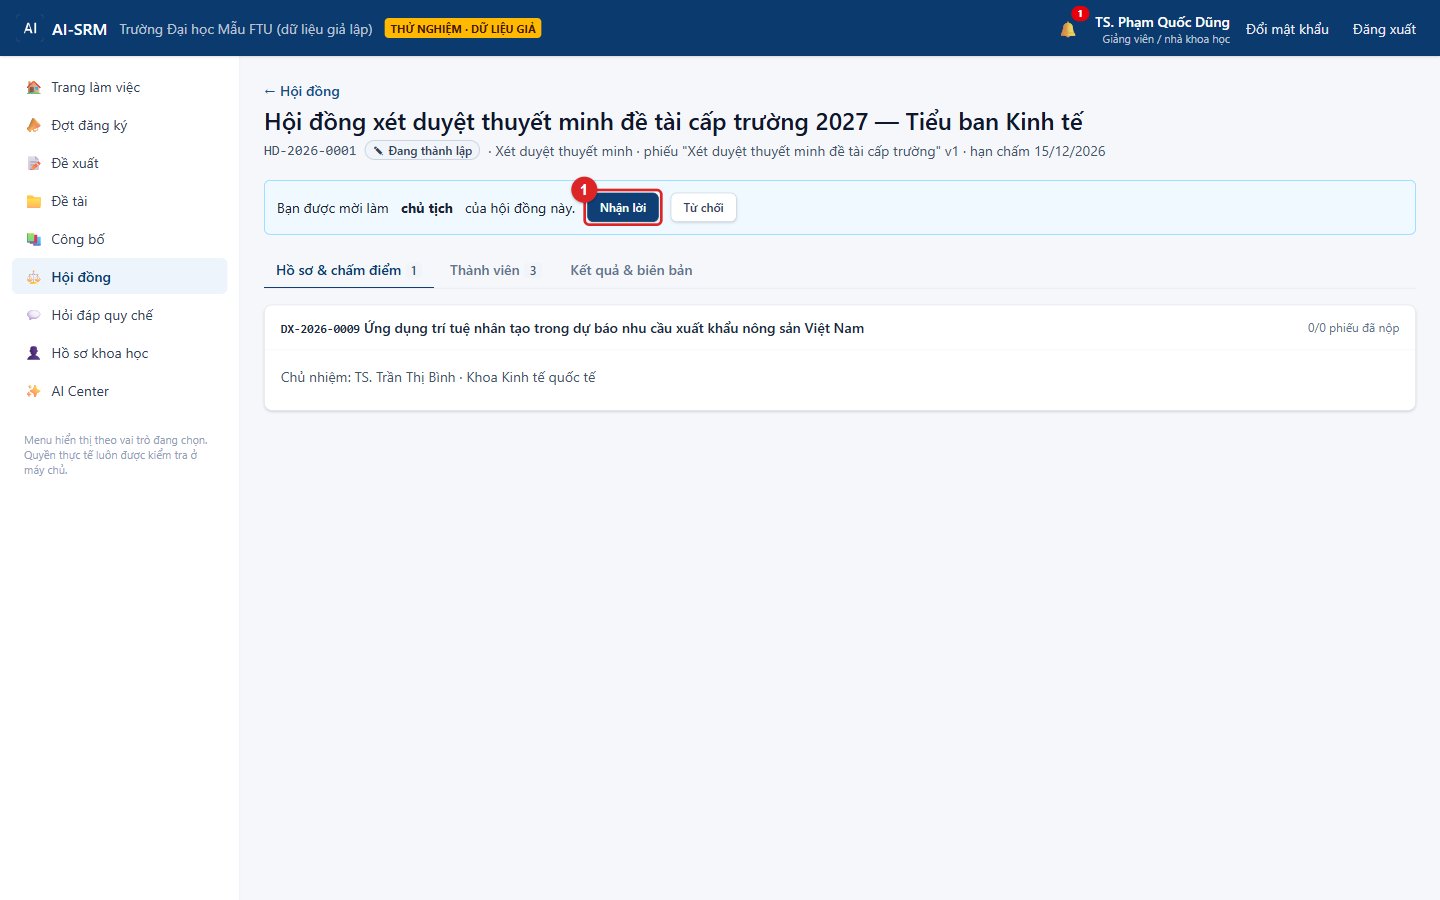 AI AI-SRM Trường Đại học Mẫu FTU (dữ liệu giả lập) THỬ NGHIỆM · DỮ LIỆU GIẢ
1 TS. Phạm Quốc Dũng
Giảng viên / nhà khoa học
Đổi mật khẩu Đăng xuất
Trang làm việc
Đợt đăng ký
Đề xuất
Đề tài
Công bố
Hội đồng
Hỏi đáp quy chế
Hồ sơ khoa học
AI Center
Menu hiển thị theo vai trò đang chọn.
Quyền thực tế luôn được kiểm tra ở
máy chủ.
← Hội đồng
Hội đồng xét duyệt thuyết minh đề tài cấp trường 2027 — Tiểu ban Kinh tế
HD-2026-0001 Đang thành lập · Xét duyệt thuyết minh · phiếu "Xét duyệt thuyết minh đề tài cấp trường" v1 · hạn chấm 15/12/2026
1
Bạn được mời làm chủ tịch của hội đồng này. Nhận lời Từ chối
Hồ sơ & chấm điểm 1 Thành viên 3 Kết quả & biên bản
DX-2026-0009 Ứng dụng trí tuệ nhân tạo trong dự báo nhu cầu xuất khẩu nông sản Việt Nam 0/0 phiếu đã nộp
Chủ nhiệm: TS. Trần Thị Bình · Khoa Kinh tế quốc tế